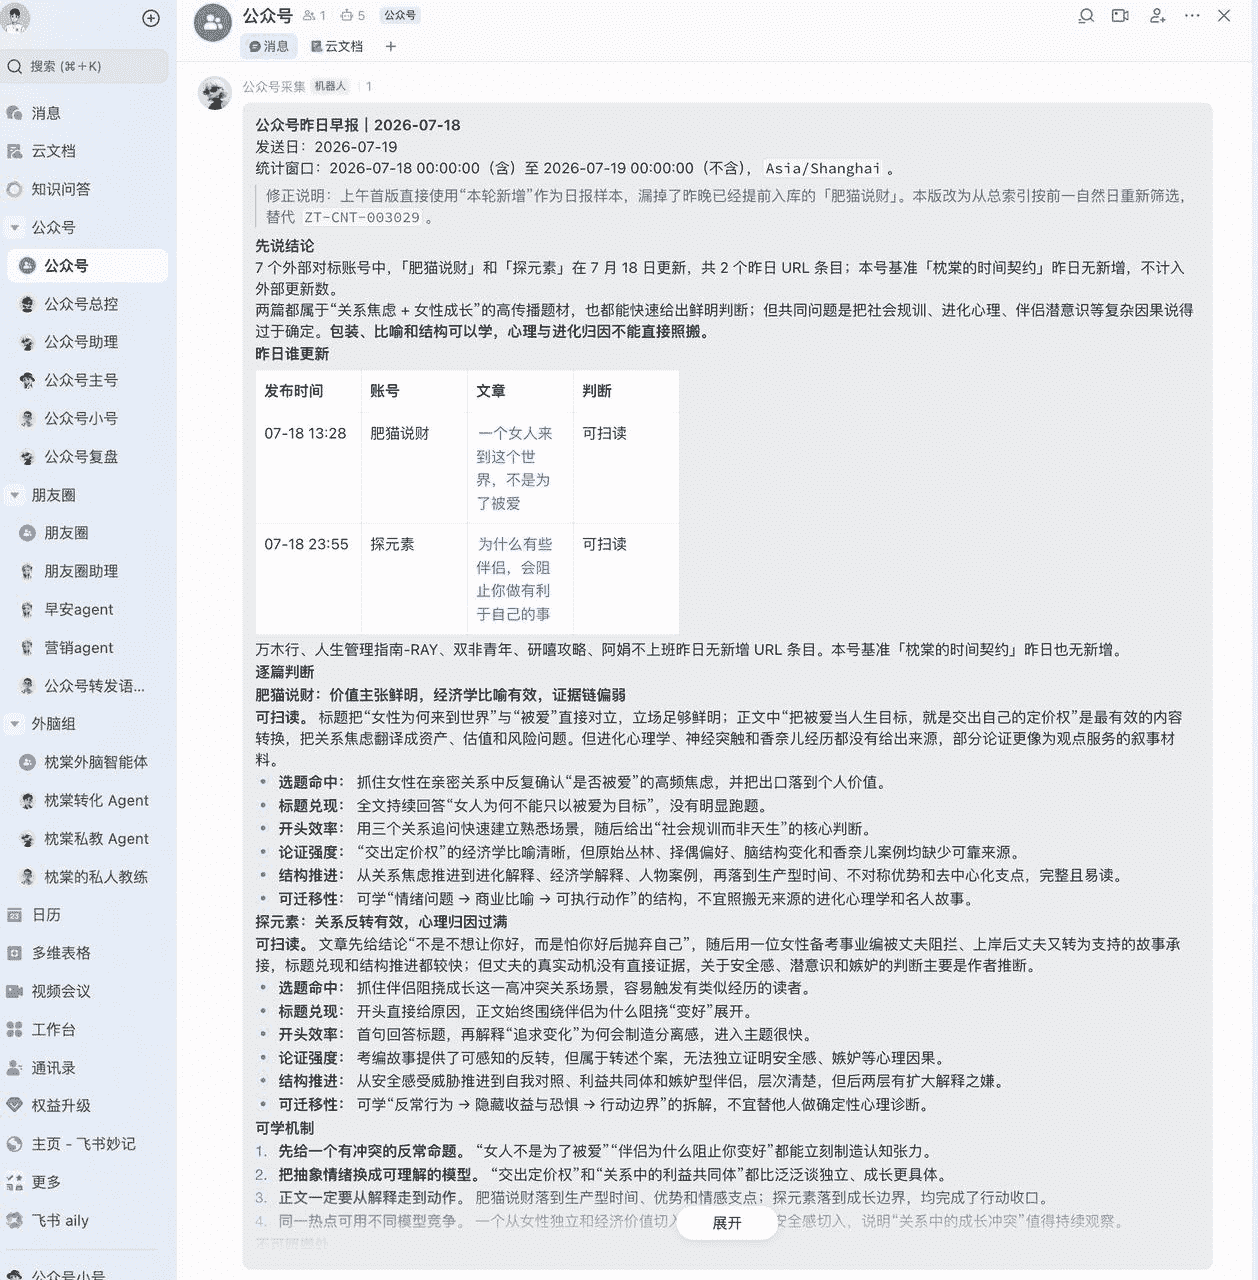 搜索 (⌘+K)
消息
云文档
知识问答
公众号
公众号
公众号总控
公众号助理
公众号主号
公众号小号
公众号复盘
朋友圈
朋友圈
朋友圈助理
早安agent
营销agent
公众号转发语...
外脑组
枕棠外脑智能体
枕棠转化 Agent
枕棠私教 Agent
枕棠的私人教练
日历
23
多维表格
视频会议
工作台
通讯录
权益升级
主页 - 飞书妙记
更多
飞书 aily
公众号小号
公众号 1 5 公众号
消息 云文档
公众号采集 机器人 1
公众号昨日早报 | 2026-07-18
发送日：2026-07-19
统计窗口：2026-07-18 00:00:00（含）至 2026-07-19 00:00:00（不含）， Asia/Shanghai 。
修正说明：上午首版直接使用“本轮新增”作为日报样本，漏掉了昨晚已经提前入库的「肥猫说财」。本版改为从总索引按前一自然日重新筛选，
替代 ZT-CNT-003029 。
先说结论
7 个外部对标账号中，「肥猫说财」和「探元素」在 7 月 18 日更新，共 2 个昨日 URL 条目；本号基准「枕棠的时间契约」昨日无新增，不计入
外部更新数。
两篇都属于“关系焦虑 + 女性成长”的高传播题材，也都能快速给出鲜明判断；但共同问题是把社会规训、进化心理、伴侣潜意识等复杂因果说得
过于确定。包装、比喻和结构可以学，心理与进化归因不能直接照搬。
昨日谁更新
发布时间 账号 文章 判断
07-18 13:28 肥猫说财 一个女人来 可扫读
到这个世
界，不是为
了被爱
07-18 23:55 探元素 为什么有些 可扫读
伴侣，会阻
止你做有利
于自己的事
万木行、人生管理指南-RAY、双非青年、研嘻攻略、阿娟不上班昨日无新增 URL 条目。本号基准「枕棠的时间契约」昨日也无新增。
逐篇判断
肥猫说财：价值主张鲜明，经济学比喻有效，证据链偏弱
可扫读。 标题把“女性为何来到世界”与“被爱”直接对立，立场足够鲜明；正文中“把被爱当人生目标，就是交出自己的定价权”是最有效的内容
转换，把关系焦虑翻译成资产、估值和风险问题。但进化心理学、神经突触和香奈儿经历都没有给出来源，部分论证更像为观点服务的叙事材
料。
• 选题命中： 抓住女性在亲密关系中反复确认“是否被爱”的高频焦虑，并把出口落到个人价值。
• 标题兑现： 全文持续回答“女人为何不能只以被爱为目标”，没有明显跑题。
• 开头效率： 用三个关系追问快速建立熟悉场景，随后给出“社会规训而非天生”的核心判断。
• 论证强度： “交出定价权”的经济学比喻清晰，但原始丛林、择偶偏好、脑结构变化和香奈儿案例均缺少可靠来源。
• 结构推进： 从关系焦虑推进到进化解释、经济学解释、人物案例，再落到生产型时间、不对称优势和去中心化支点，完整且易读。
• 可迁移性： 可学“情绪问题 → 商业比喻 → 可执行动作”的结构，不宜照搬无来源的进化心理学和名人故事。
探元素：关系反转有效，心理归因过满
可扫读。 文章先给结论“不是不想让你好，而是怕你好后抛弃自己”，随后用一位女性备考事业编被丈夫阻拦、上岸后丈夫又转为支持的故事承
接，标题兑现和结构推进都较快；但丈夫的真实动机没有直接证据，关于安全感、潜意识和嫉妒的判断主要是作者推断。
• 选题命中： 抓住伴侣阻挠成长这一高冲突关系场景，容易触发有类似经历的读者。
• 标题兑现： 开头直接给原因，正文始终围绕伴侣为什么阻挠“变好”展开。
• 开头效率： 首句回答标题，再解释“追求变化”为何会制造分离感，进入主题很快。
• 论证强度： 考编故事提供了可感知的反转，但属于转述个案，无法独立证明安全感、嫉妒等心理因果。
• 结构推进： 从安全感受威胁推进到自我对照、利益共同体和嫉妒型伴侣，层次清楚，但后两层有扩大解释之嫌。
• 可迁移性： 可学“反常行为 → 隐藏收益与恐惧 → 行动边界”的拆解，不宜替他人做确定性心理诊断。
可学机制
1. 先给一个有冲突的反常命题。 “女人不是为了被爱”“伴侣为什么阻止你变好”都能立刻制造认知张力。
2. 把抽象情绪换成可理解的模型。 “交出定价权”和“关系中的利益共同体”都比泛泛谈独立、成长更具体。
3. 正文一定要从解释走到动作。 肥猫说财落到生产型时间、优势和情感支点；探元素落到成长边界，均完成了行动收口。
4. 同一热点可用不同模型竞争。 一个从女性独立和经济价值切入 安全感切入，说明“关系中的成长冲突”值得持续观察。
展开